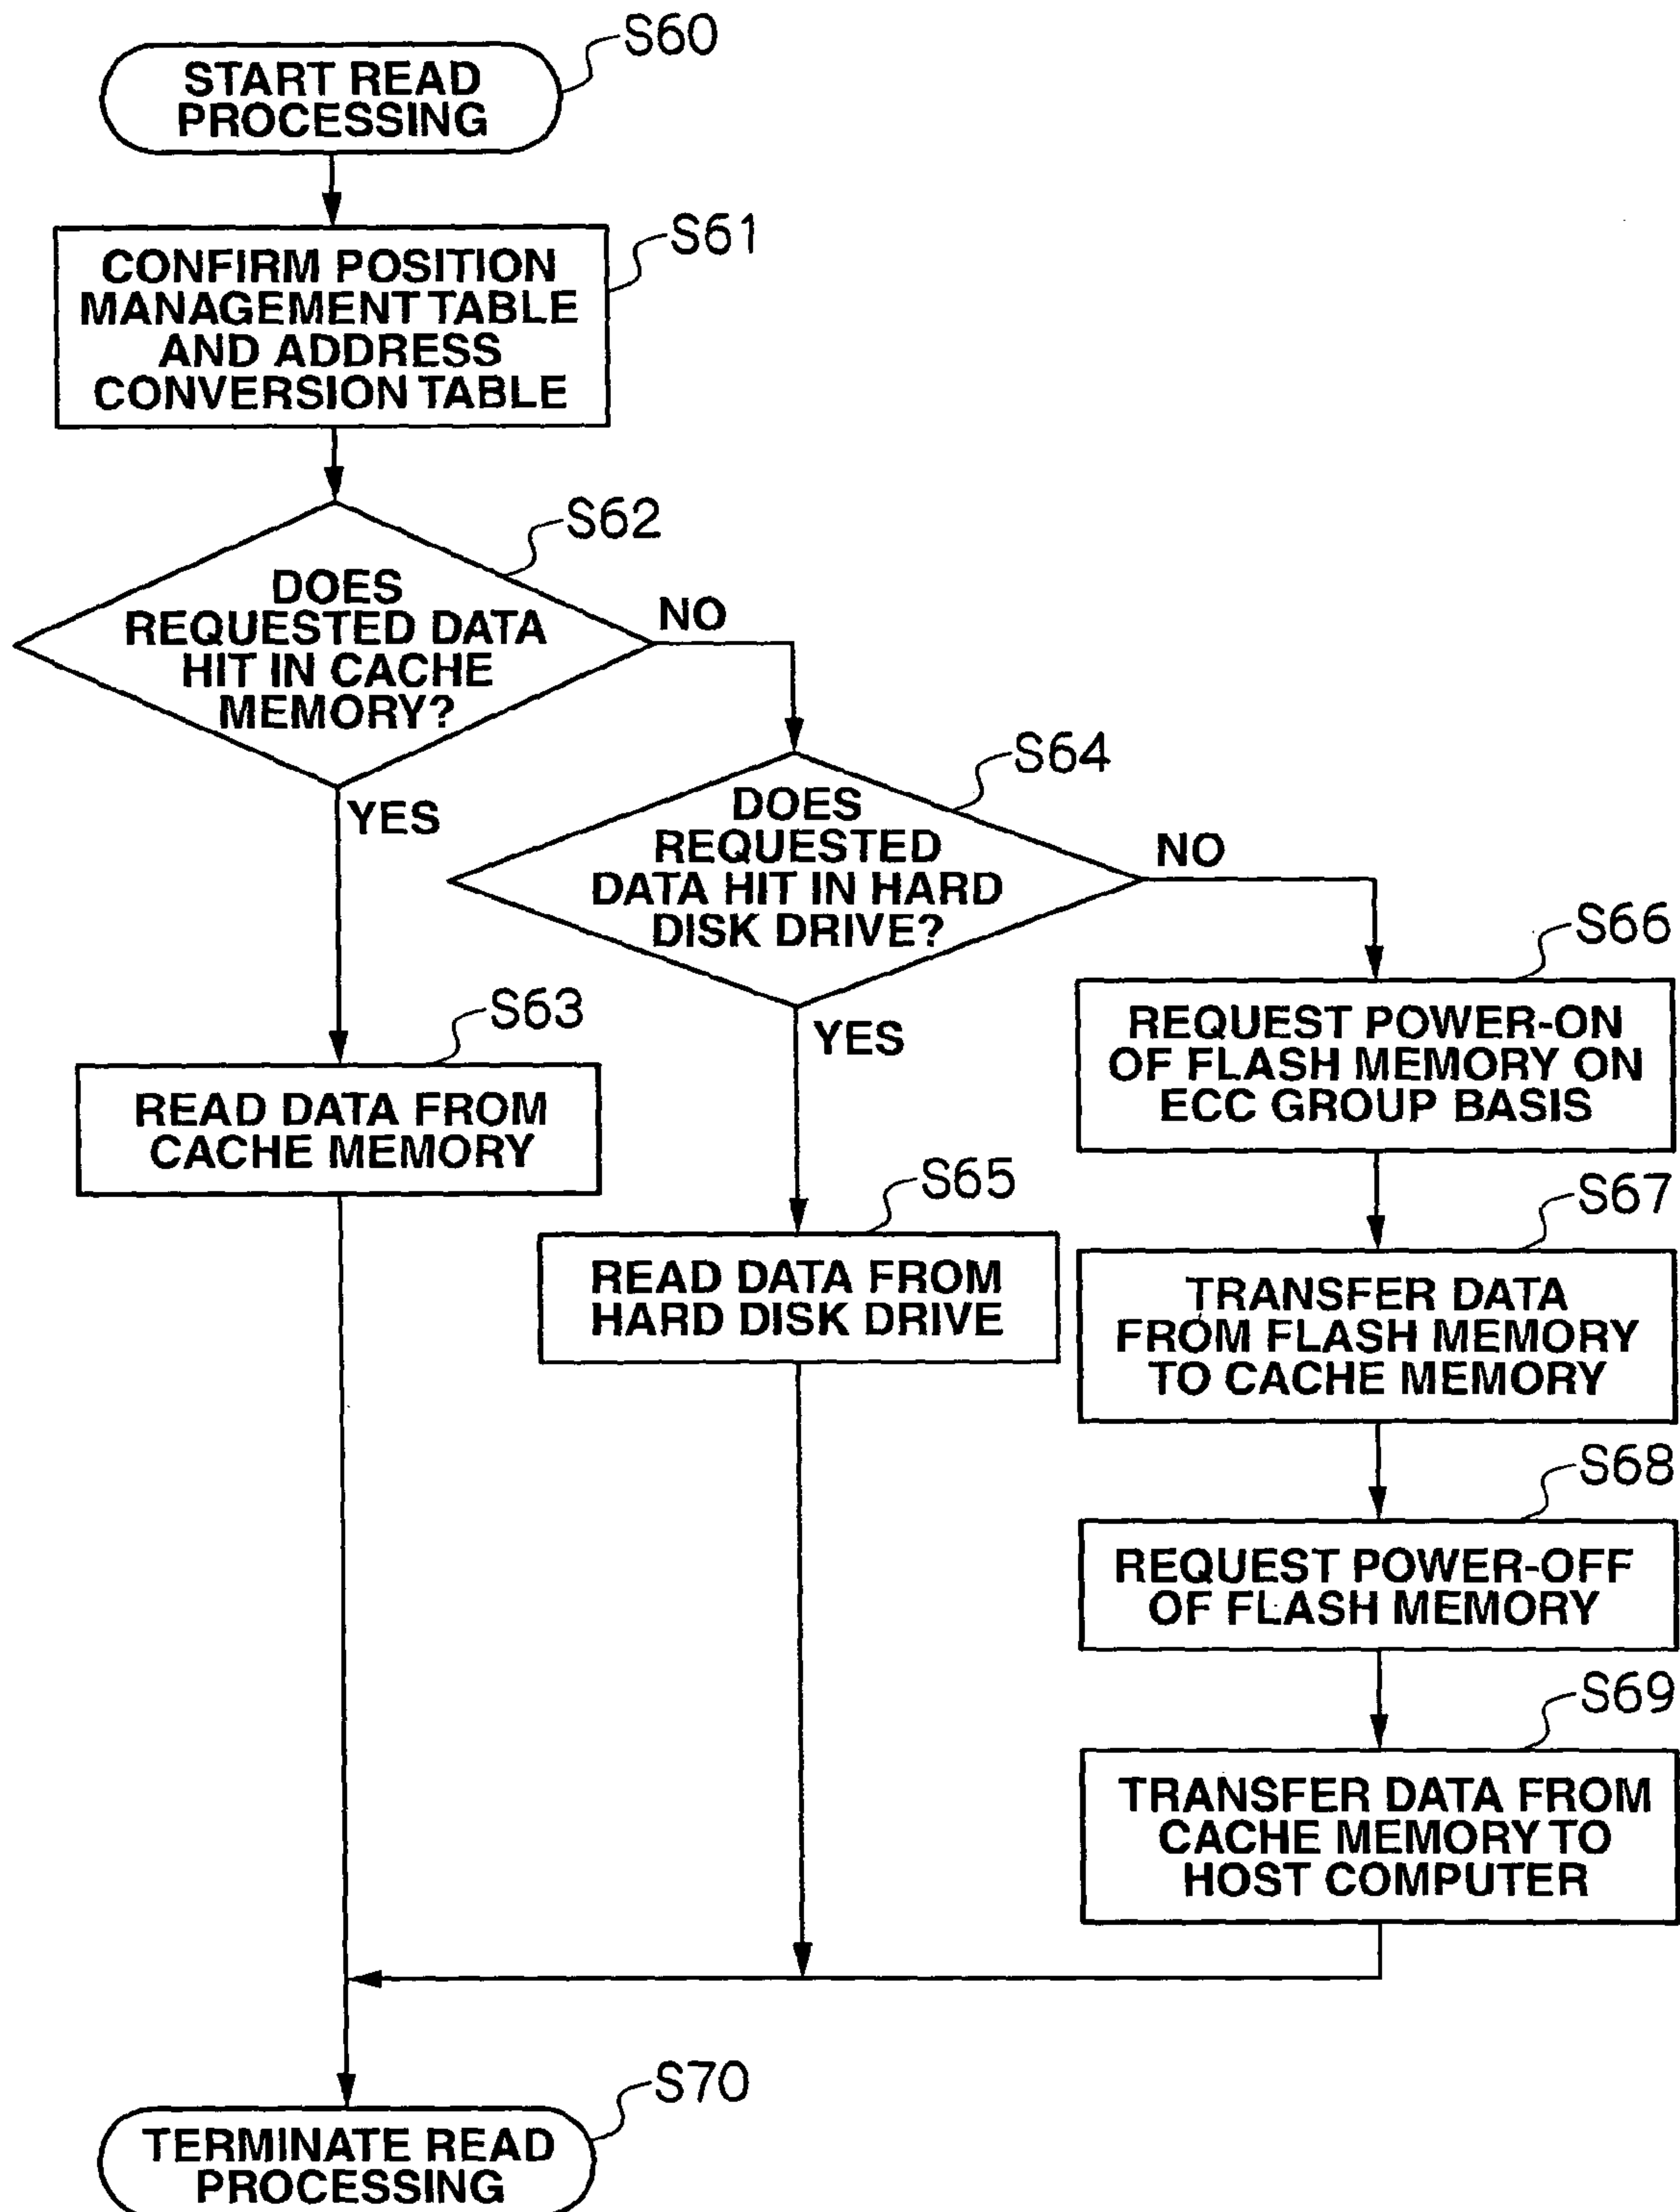 S60
START READ
PROCESSING
S61
CONFIRM POSITION
MANAGEMENT TABLE
AND ADDRESS
CONVERSION TABLE
S62
DOES
REQUESTED DATA
HIT IN CACHE
MEMORY?
NO
YES
S64
DOES
REQUESTED
DATA HIT IN HARD
DISK DRIVE?
NO
YES
S63
READ DATA FROM
CACHE MEMORY
S65
READ DATA FROM
HARD DISK DRIVE
S66
REQUEST POWER-ON
OF FLASH MEMORY ON
ECC GROUP BASIS
S67
TRANSFER DATA
FROM FLASH MEMORY
TO CACHE MEMORY
S68
REQUEST POWER-OFF
OF FLASH MEMORY
S69
TRANSFER DATA FROM
CACHE MEMORY TO
HOST COMPUTER
S70
TERMINATE READ
PROCESSING